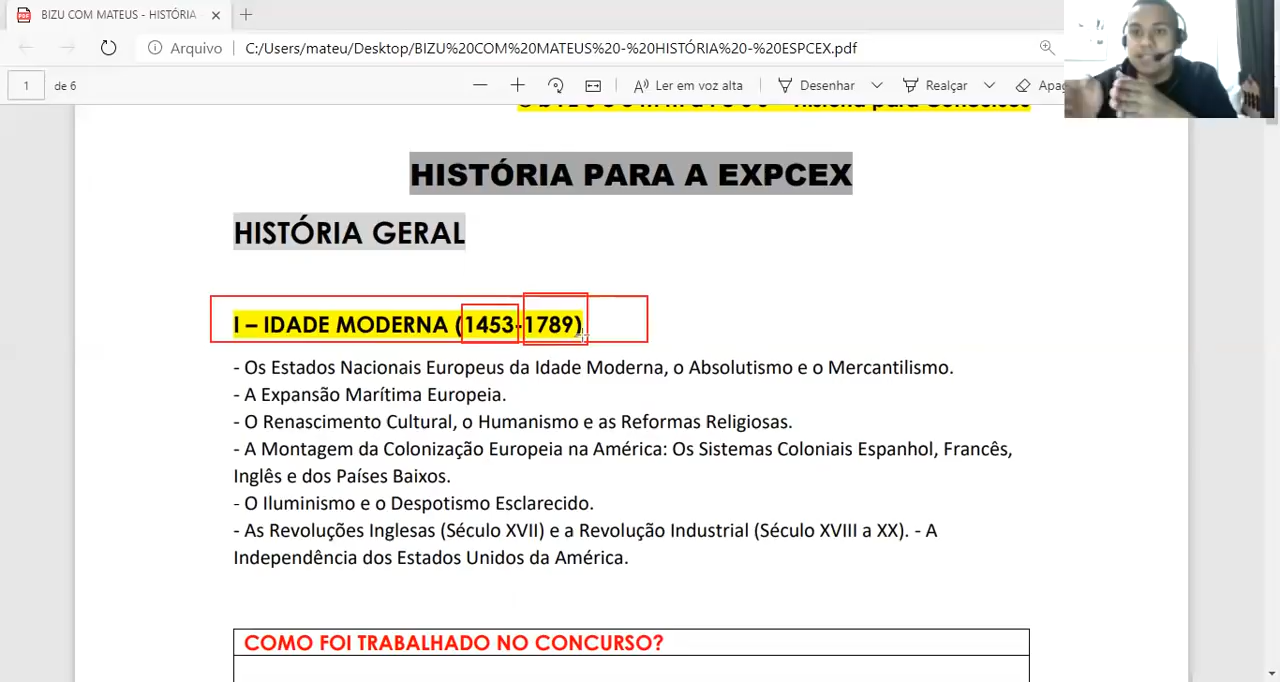 BIZU COM MATEUS - HISTÓRIA
Arquivo C:/Users/mateu/Desktop/BIZU%20COM%20MATEUS%20-%20HISTÓRIA%20-%20ESPCEX.pdf
1 de 6 Ler em voz alta Desenhar Realçar Apag
HISTÓRIA PARA A EXPCEX
HISTÓRIA GERAL
I – IDADE MODERNA (1453-1789)
- Os Estados Nacionais Europeus da Idade Moderna, o Absolutismo e o Mercantilismo.
- A Expansão Marítima Europeia.
- O Renascimento Cultural, o Humanismo e as Reformas Religiosas.
- A Montagem da Colonização Europeia na América: Os Sistemas Coloniais Espanhol, Francês,
Inglês e dos Países Baixos.
- O Iluminismo e o Despotismo Esclarecido.
- As Revoluções Inglesas (Século XVII) e a Revolução Industrial (Século XVIII a XX). - A
Independência dos Estados Unidos da América.
COMO FOI TRABALHADO NO CONCURSO?